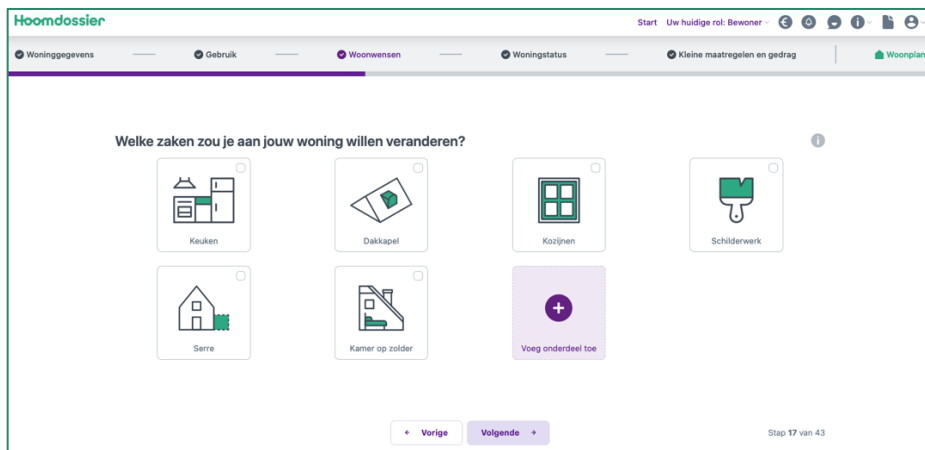 Hoomdossier
Start Uw huidige rol: Bewoner
Woninggegevens Gebruik Woonwensen Woningstatus Kleine maatregelen en gedrag Woonplan
Welke zaken zou je aan jouw woning willen veranderen?
Keuken Dakkapel Kozijnen Schilderwerk
Serre Kamer op zolder Voeg onderdeel toe
← Vorige Volgende → Stap 17 van 43